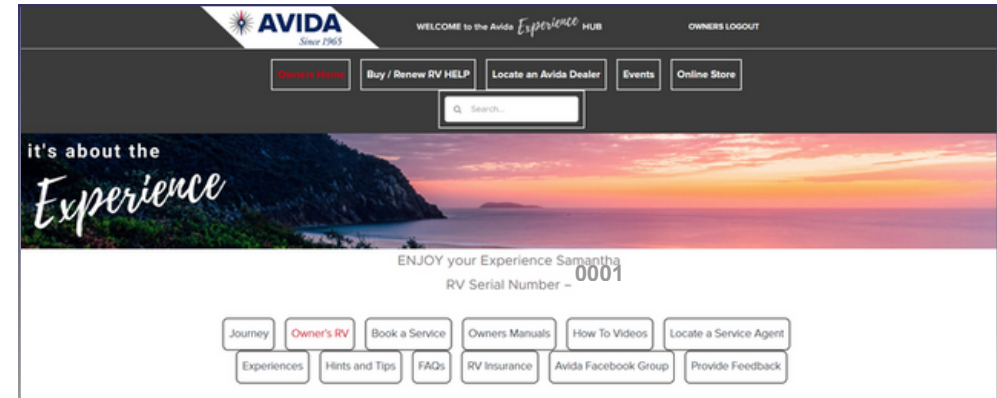 AVIDA
Since 1965
WELCOME to the Avida Experience HUB
OWNERS LOGOUT
Owners Home
Buy / Renew RV HELP
Locate an Avida Dealer
Events
Online Store
Search...
it's about the
Experience
ENJOY your Experience Samantha
RV Serial Number – 0001
Journey
Owner's RV
Book a Service
Owners Manuals
How To Videos
Locate a Service Agent
Experiences
Hints and Tips
FAQs
RV Insurance
Avida Facebook Group
Provide Feedback